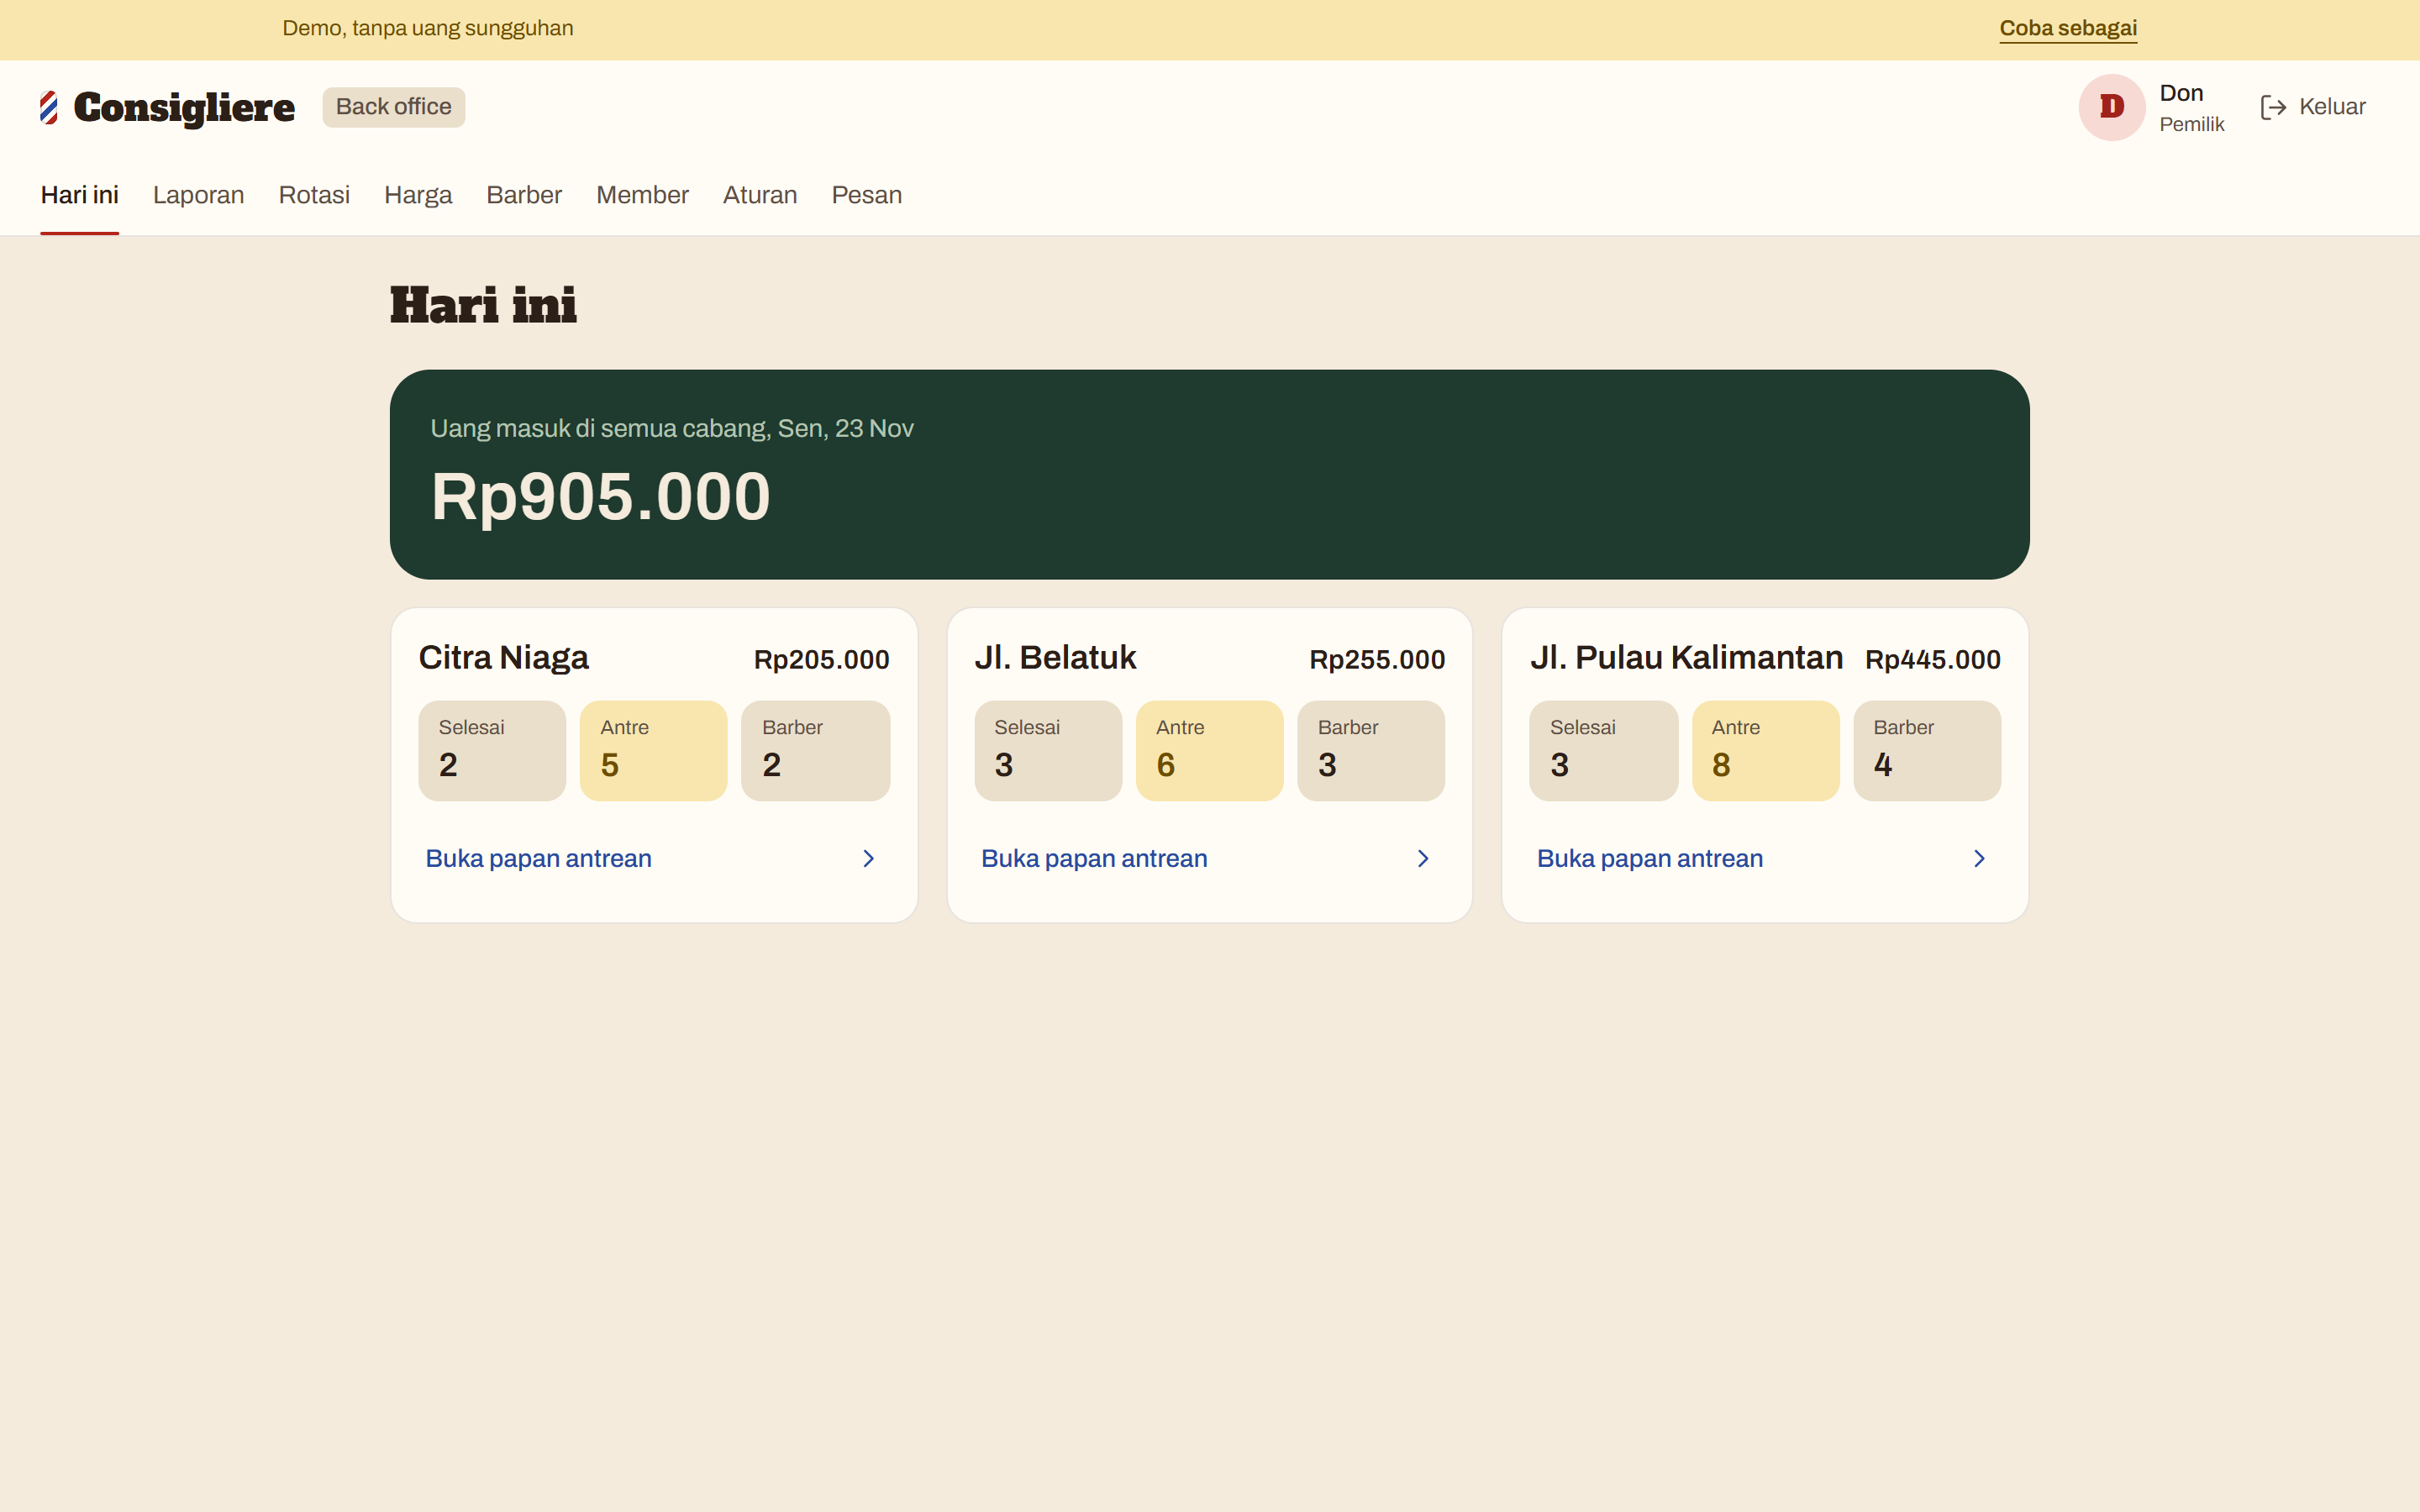 Demo, tanpa uang sungguhan
Coba sebagai
Consigliere
Back office
D
Don
Pemilik
Keluar
Hari ini
Laporan
Rotasi
Harga
Barber
Member
Aturan
Pesan
Hari ini
Uang masuk di semua cabang, Sen, 23 Nov
Rp905.000
Citra Niaga
Rp205.000
Selesai
2
Antre
5
Barber
2
Buka papan antrean
Jl. Belatuk
Rp255.000
Selesai
3
Antre
6
Barber
3
Buka papan antrean
Jl. Pulau Kalimantan
Rp445.000
Selesai
3
Antre
8
Barber
4
Buka papan antrean